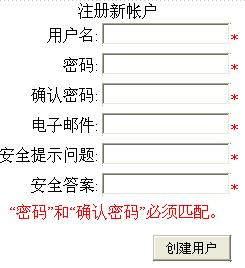 注册新帐户
用户名: *
密码: *
确认密码: *
电子邮件: *
安全提示问题: *
安全答案: *
“密码”和“确认密码”必须匹配。
创建用户